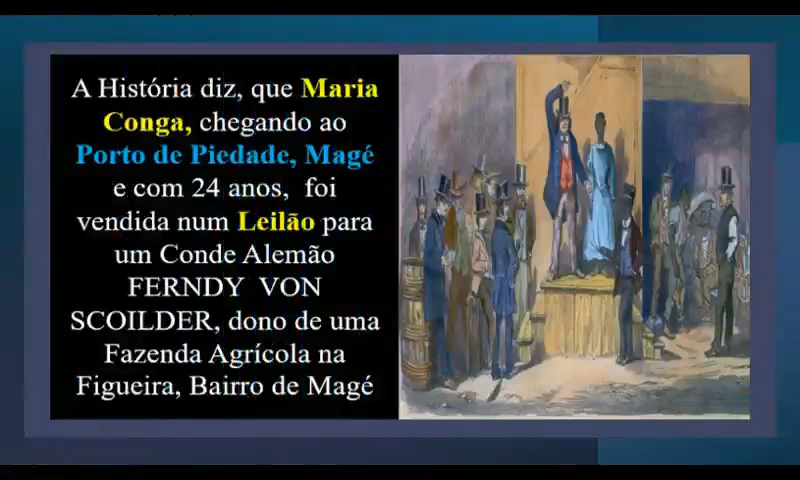 A História diz, que Maria
Conga, chegando ao
Porto de Piedade, Magé
e com 24 anos, foi
vendida num Leilão para
um Conde Alemão
FERNDY VON
SCOILDER, dono de uma
Fazenda Agrícola na
Figueira, Bairro de Magé